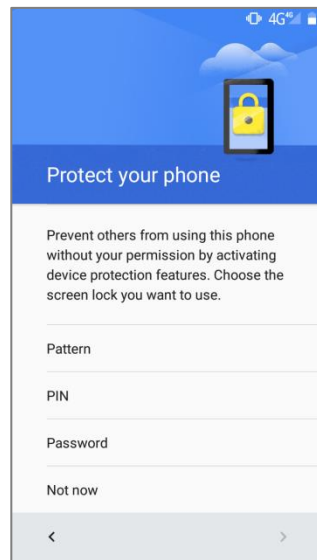 4G 4G
Protect your phone
Prevent others from using this phone
without your permission by activating
device protection features. Choose the
screen lock you want to use.
Pattern
PIN
Password
Not now